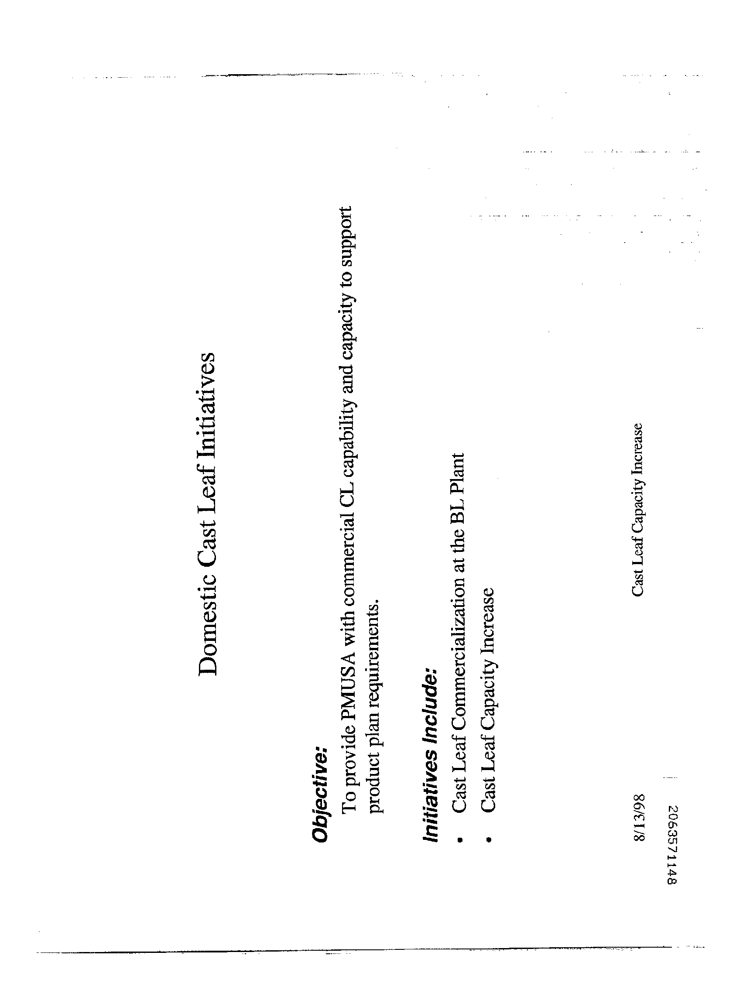 Domestic Cast Leaf Initiatives
Objective:
To provide PMUSA with commercial CL capability and capacity to support
product plan requirements.
Initiatives Include:
• Cast Leaf Commercialization at the BL Plant
• Cast Leaf Capacity Increase
8/13/98
Cast Leaf Capacity Increase
2063571148